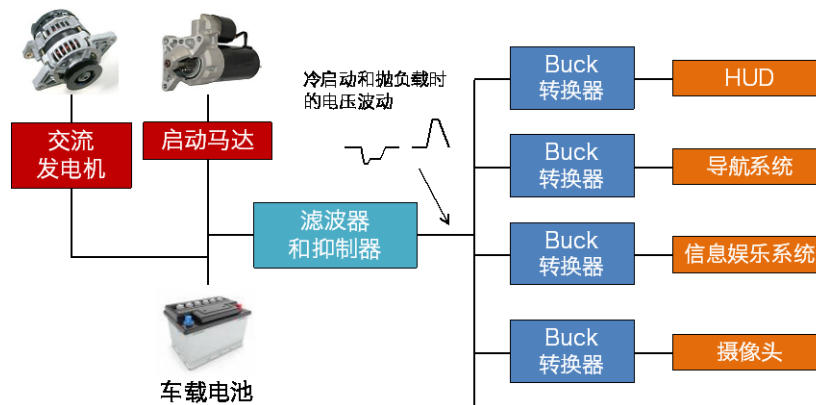 交流
发电机
启动马达
冷启动和抛负载时
的电压波动
滤波器
和抑制器
车载电池
Buck
转换器
HUD
Buck
转换器
导航系统
Buck
转换器
信息娱乐系统
Buck
转换器
摄像头